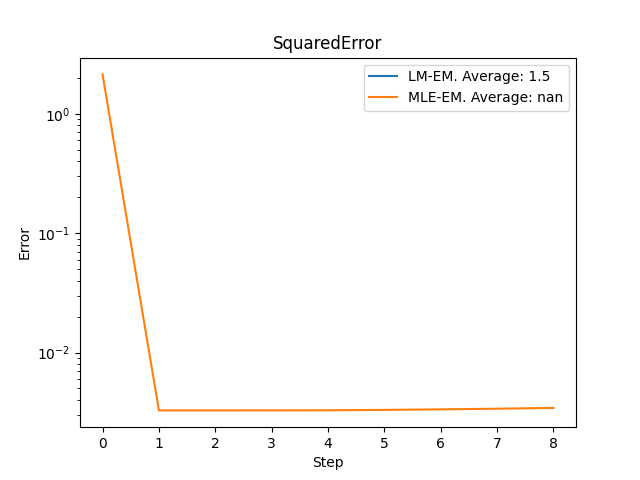 SquaredError
LM-EM. Average: 1.5
MLE-EM. Average: nan
10⁰
10⁻¹
10⁻²
Error
0 1 2 3 4 5 6 7 8
Step